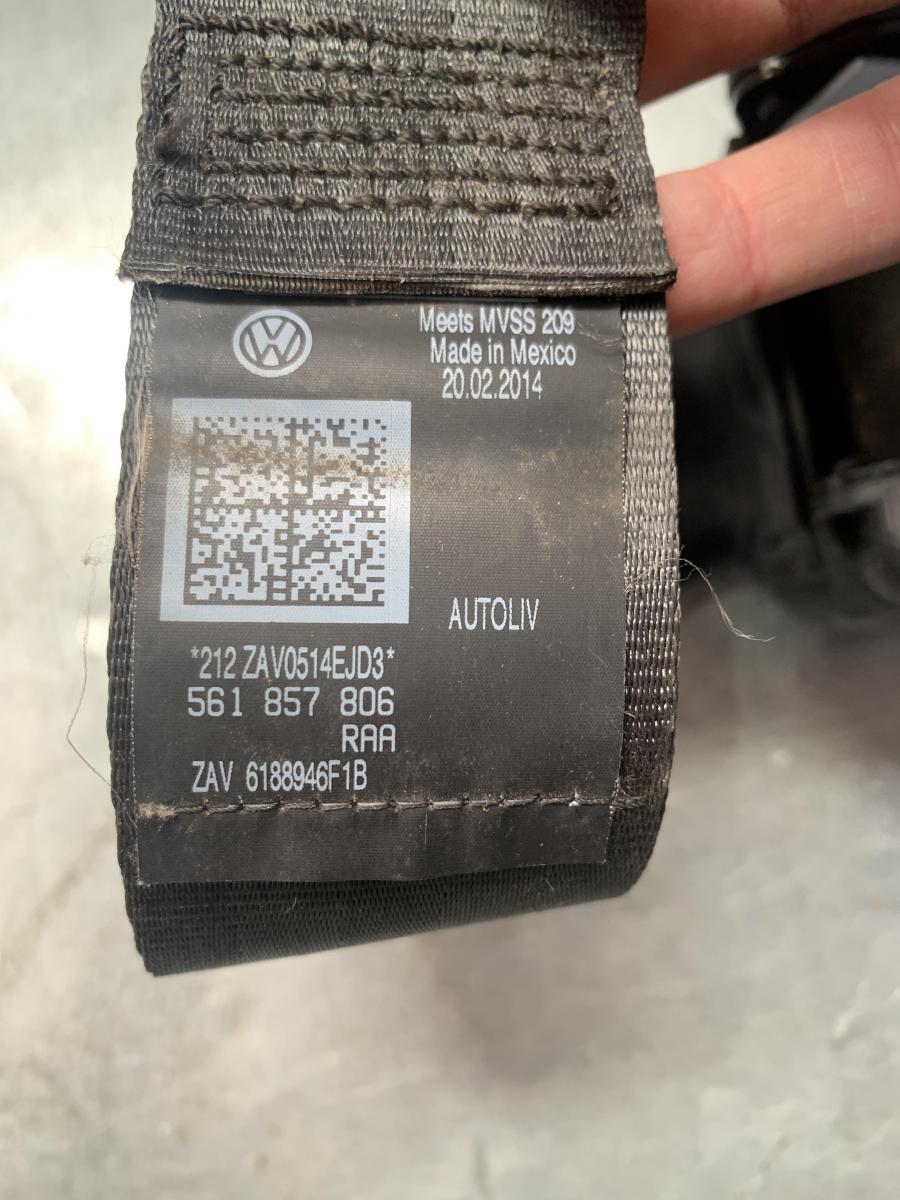 Meets MVSS 209
Made in Mexico
20.02.2014
AUTOLIV
*212 ZAV0514EJD3*
561 857 806
RAA
ZAV 6188946F1B